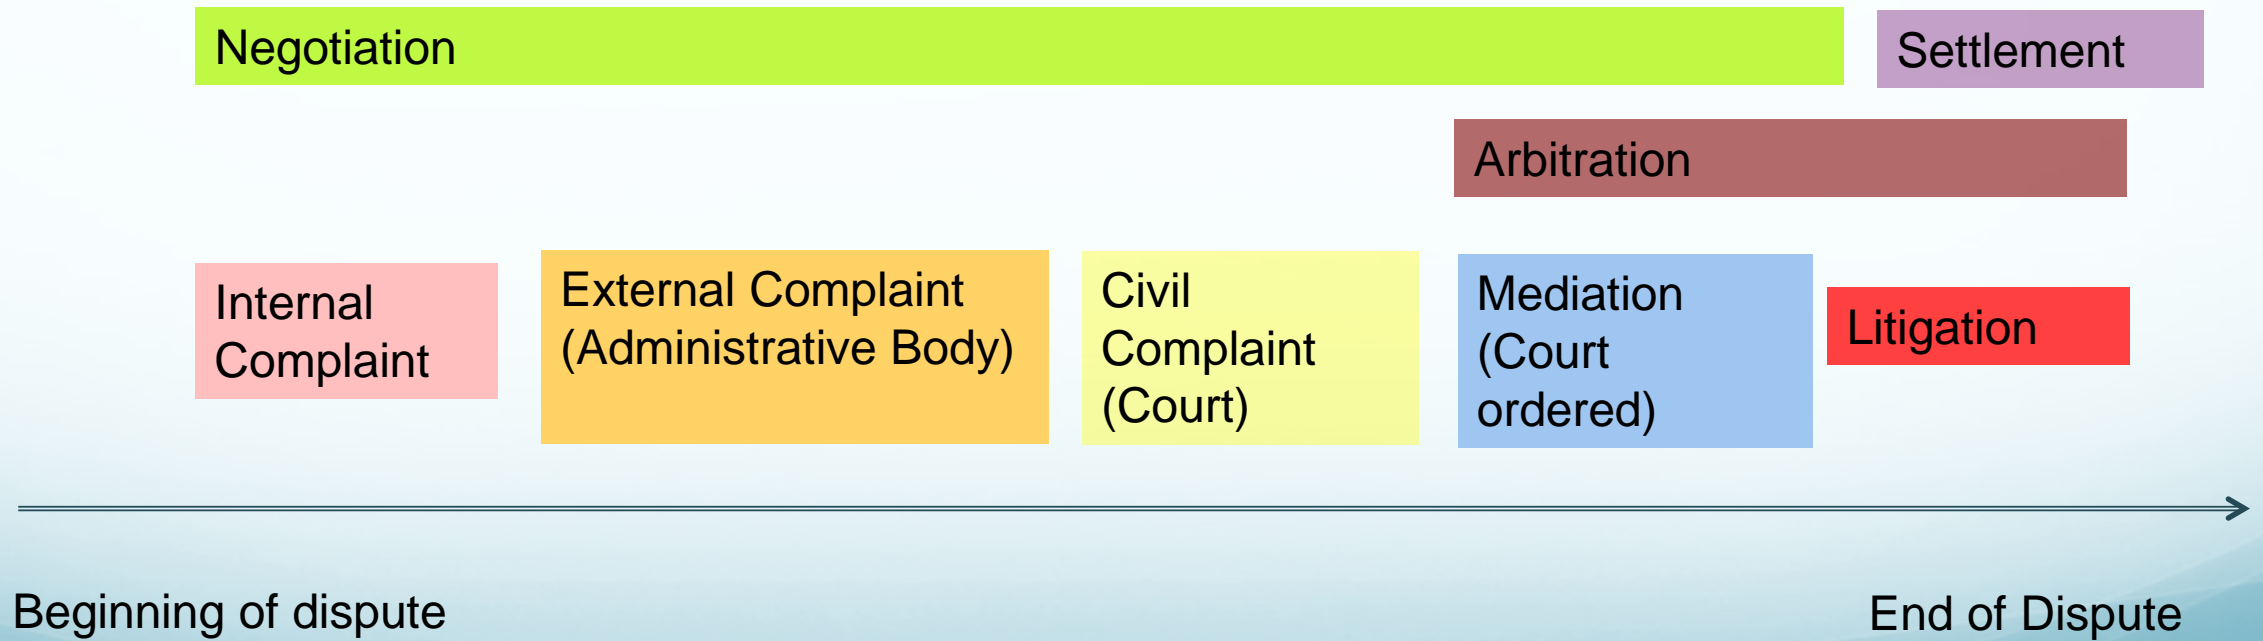 Negotiation
Settlement
Arbitration
Internal
Complaint
External Complaint
(Administrative Body)
Civil
Complaint
(Court)
Mediation
(Court
ordered)
Litigation
Beginning of dispute
End of Dispute